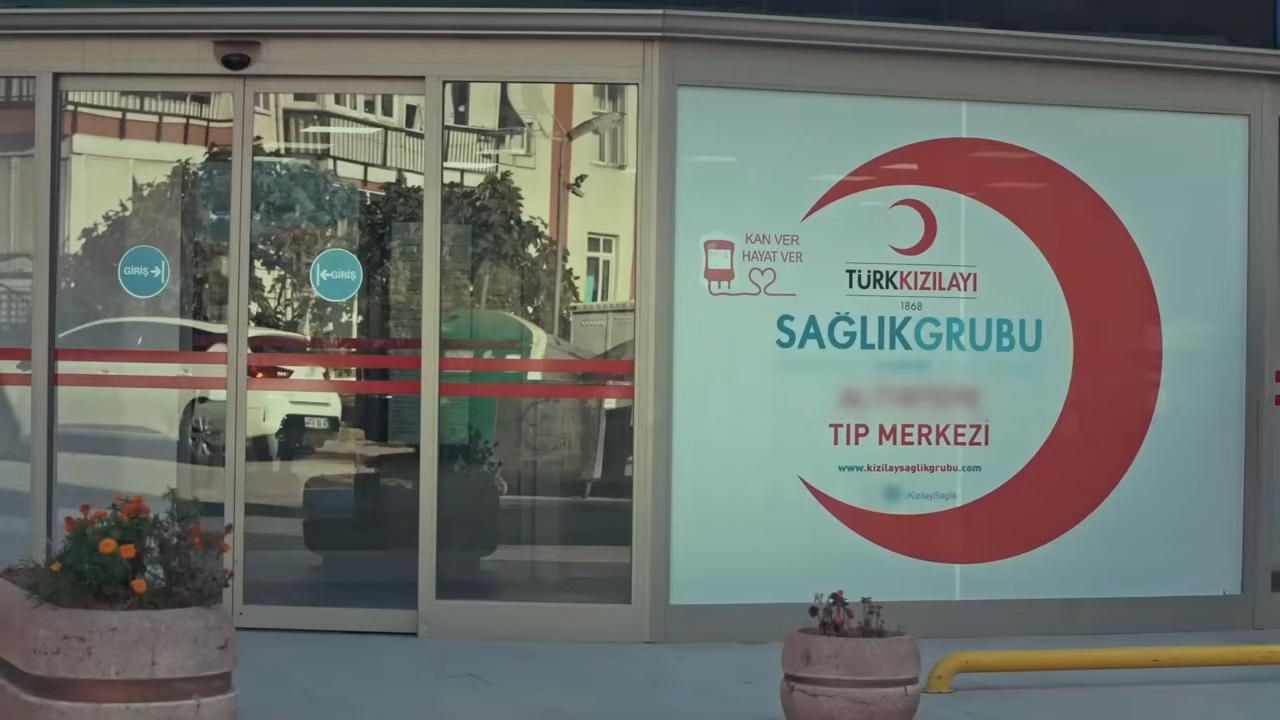 GİRİŞ
GİRİŞ
KAN VER
HAYAT VER
TÜRKKIZILAYI
1868
SAĞLIKGRUBU
TIP MERKEZİ
www.kizilaysaglikgrubu.com
/KizilaySaglik